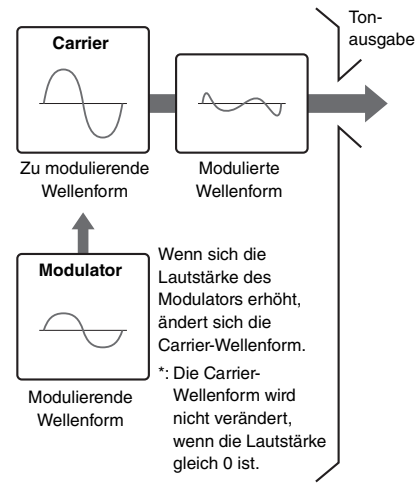 Ton-
ausgabe
Carrier
Zu modulierende
Wellenform
Modulierte
Wellenform
Modulator
Modulierende
Wellenform
Wenn sich die
Lautstärke des
Modulators erhöht,
ändert sich die
Carrier-Wellenform.
*: Die Carrier-
Wellenform wird
nicht verändert,
wenn die Lautstärke
gleich 0 ist.